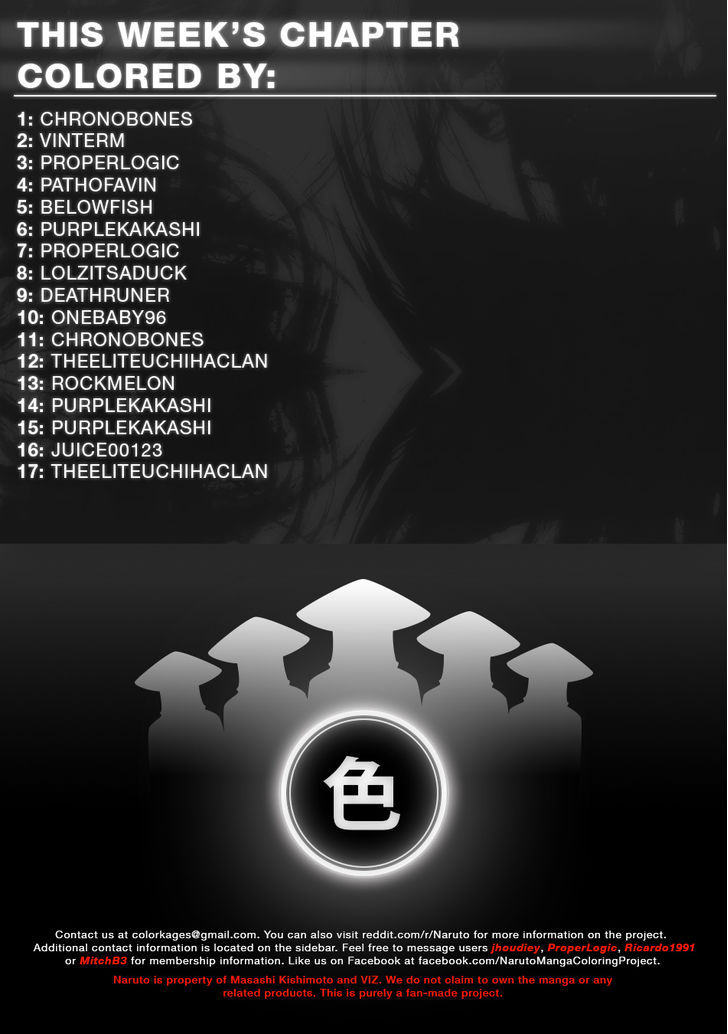 THIS WEEK'S CHAPTER
COLORED BY:
1: CHRONOBONES
2: VINTERM
3: PROPERLOGIC
4: PATHOFAVIN
5: BELOWFISH
6: PURPLEKAKASHI
7: PROPERLOGIC
8: LOLZITSADUCK
9: DEATHRUNER
10: ONEBABY96
11: CHRONOBONES
12: THEELITEUCHIHACLAN
13: ROCKMELON
14: PURPLEKAKASHI
15: PURPLEKAKASHI
16: JUICE00123
17: THEELITEUCHIHACLAN
色
Contact us at colorkages@gmail.com. You can also visit reddit.com/r/Naruto for more information on the project.
Additional contact information is located on the sidebar. Feel free to message users jhoudiey, ProperLogic, Ricardo1991
or MitchB3 for membership information. Like us on Facebook at facebook.com/NarutoMangaColoringProject.
Naruto is property of Masashi Kishimoto and VIZ. We do not claim to own the manga or any
related products. This is purely a fan-made project.